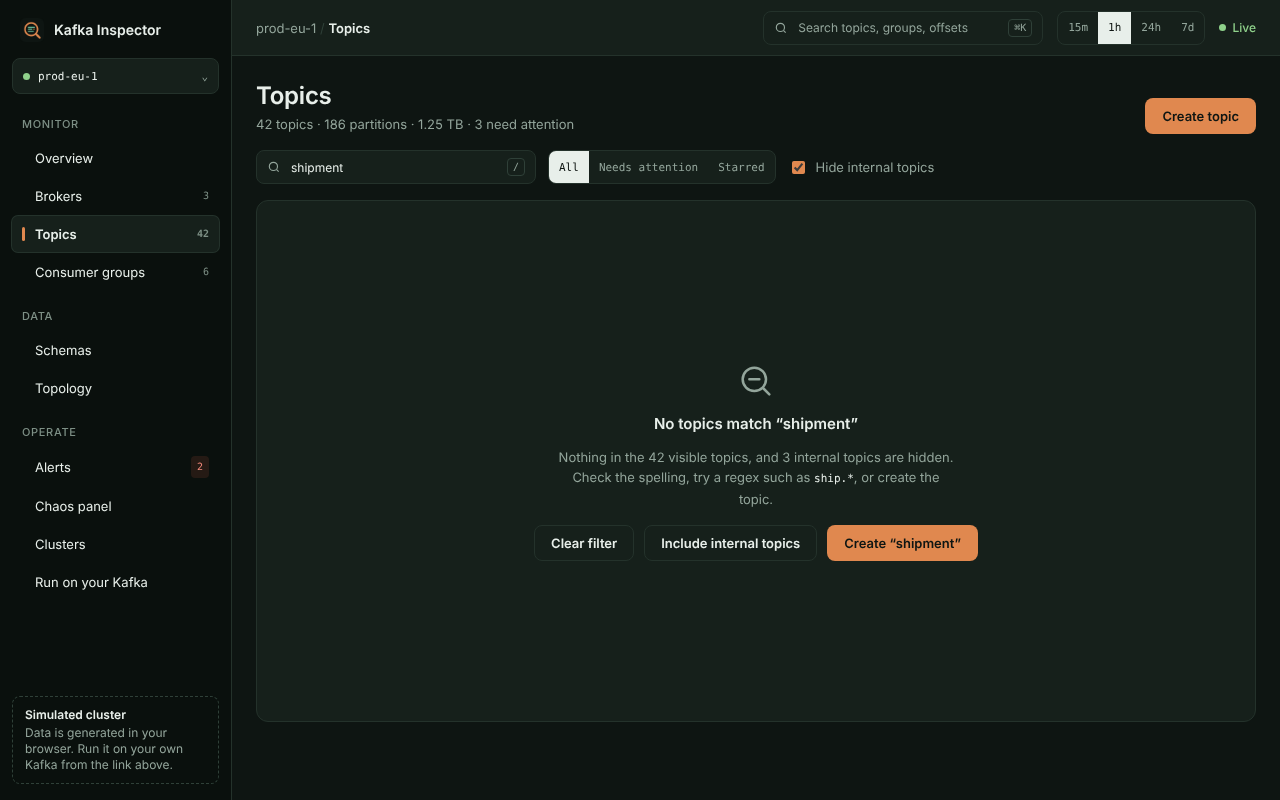 Kafka Inspector
prod-eu-1
MONITOR
Overview
Brokers 3
Topics 42
Consumer groups 6
DATA
Schemas
Topology
OPERATE
Alerts 2
Chaos panel
Clusters
Run on your Kafka
Simulated cluster
Data is generated in your
browser. Run it on your own
Kafka from the link above.
prod-eu-1 / Topics
Search topics, groups, offsets ⌘K
15m 1h 24h 7d
Live
Topics
42 topics · 186 partitions · 1.25 TB · 3 need attention
Create topic
shipment /
All Needs attention Starred
Hide internal topics
No topics match “shipment”
Nothing in the 42 visible topics, and 3 internal topics are hidden.
Check the spelling, try a regex such as ship.*, or create the
topic.
Clear filter
Include internal topics
Create “shipment”